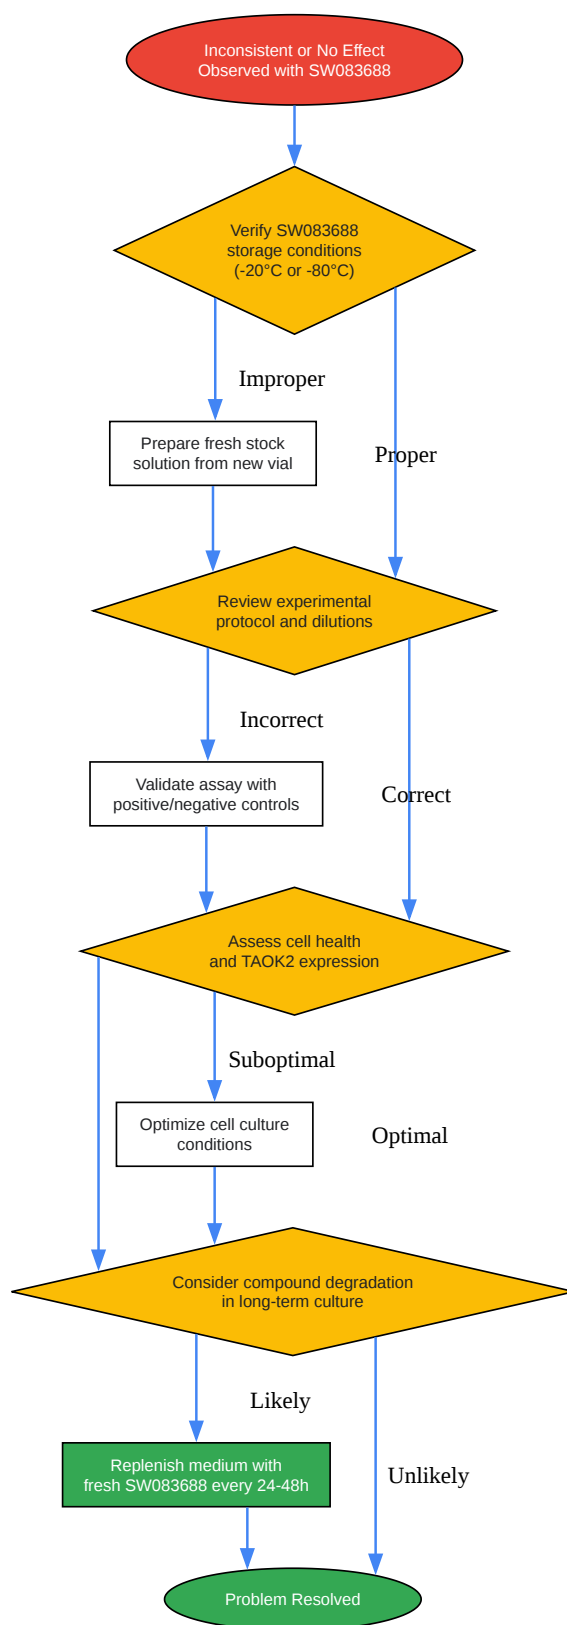 Inconsistent or No Effect
Observed with SW083688
Verify SW083688
storage conditions
(-20°C or -80°C)
Improper
Prepare fresh stock
solution from new vial
Proper
Review experimental
protocol and dilutions
Incorrect
Validate assay with
positive/negative controls
Correct
Assess cell health
and TAOK2 expression
Suboptimal
Optimize cell culture
conditions
Optimal
Consider compound degradation
in long-term culture
Likely
Replenish medium with
fresh SW083688 every 24-48h
Unlikely
Problem Resolved